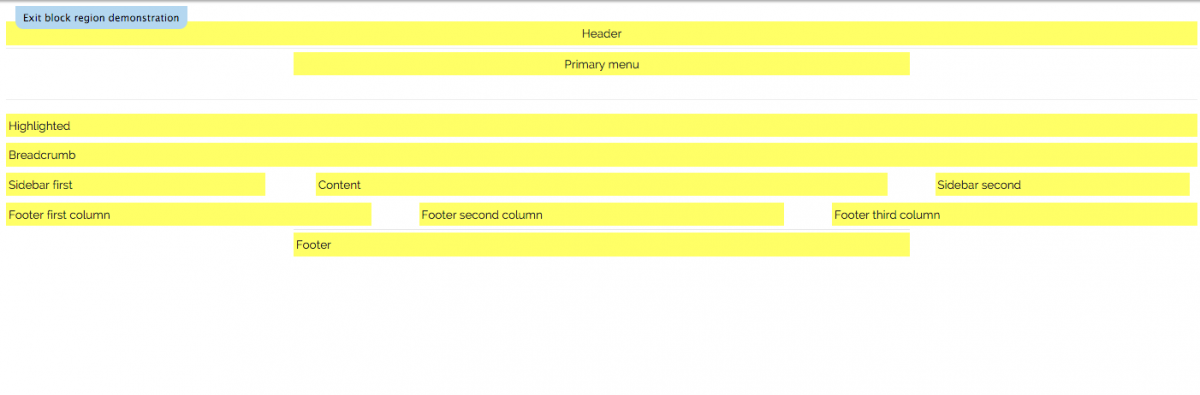 Exit block region demonstration
Header
Primary menu
Highlighted
Breadcrumb
Sidebar first
Content
Sidebar second
Footer first column
Footer second column
Footer third column
Footer